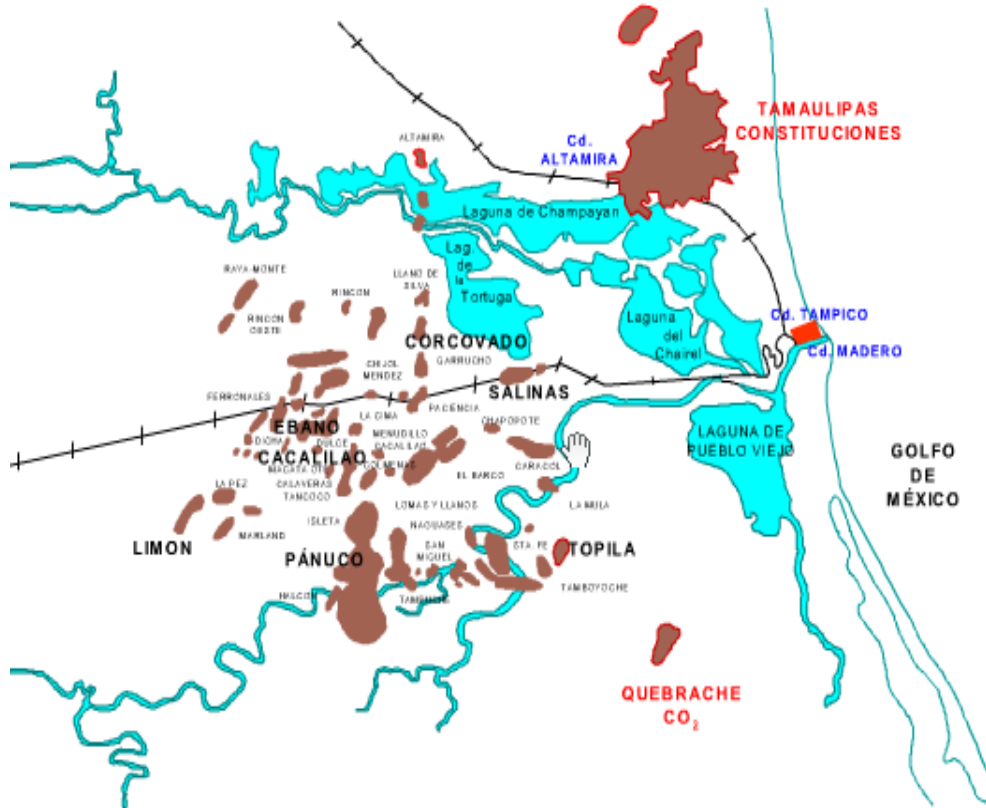 TAMAULIPAS
CONSTITUCIONES
Cd.
ALTAMIRA
ALTAMIRA
Laguna de Champayan
Lag.
de
la
Tortuga
RAYA-MONTE
LLANO DE
SILVA
RINCON
RINCON
OESTE
Laguna
del
Chairel
Cd. TAMPICO
Cd. MADERO
CORCOVADO
GARRUCHO
CHIJOL
MENDEZ
SALINAS
FERRONALES
LA CIMA
PACIENCIA
CHAPOPOTE
EBANO
DICHA
DULCE
MENUDILLO
CACALILAO
CACALILAO
COLMENAS
CALAVERAS
TANCOCO
EL BARCO
CARACOL
LAGUNA DE
PUEBLO VIEJO
GOLFO
DE
MÉXICO
LA PEZ
LOMAS Y LLANOS
LA MULA
ISLETA
MARLAND
NAGUASES
LIMON
PÁNUCO
SAN
MIGUEL
STA. FE
TOPILA
TAMBOYOCHE
HALCON
QUEBRACHE
CO₂